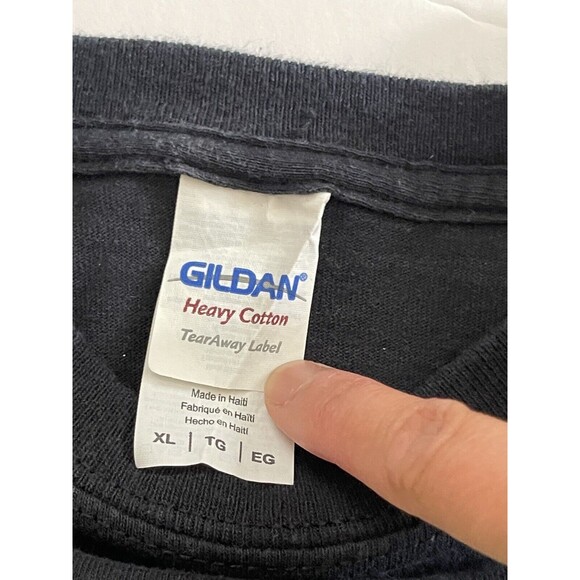 GILDAN®
Heavy Cotton
TearAway Label
Made in Haiti
Fabriqué en Haïti
Hecho en Haití
XL | TG | EG